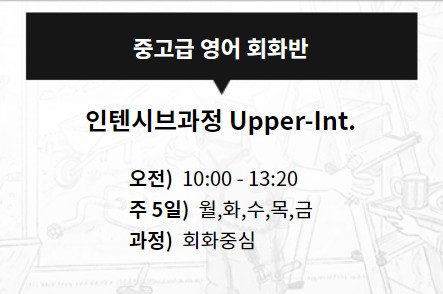 중고급 영어 회화반
인텐시브과정 Upper-Int.
오전) 10:00 - 13:20
주 5일) 월,화,수,목,금
과정) 회화중심